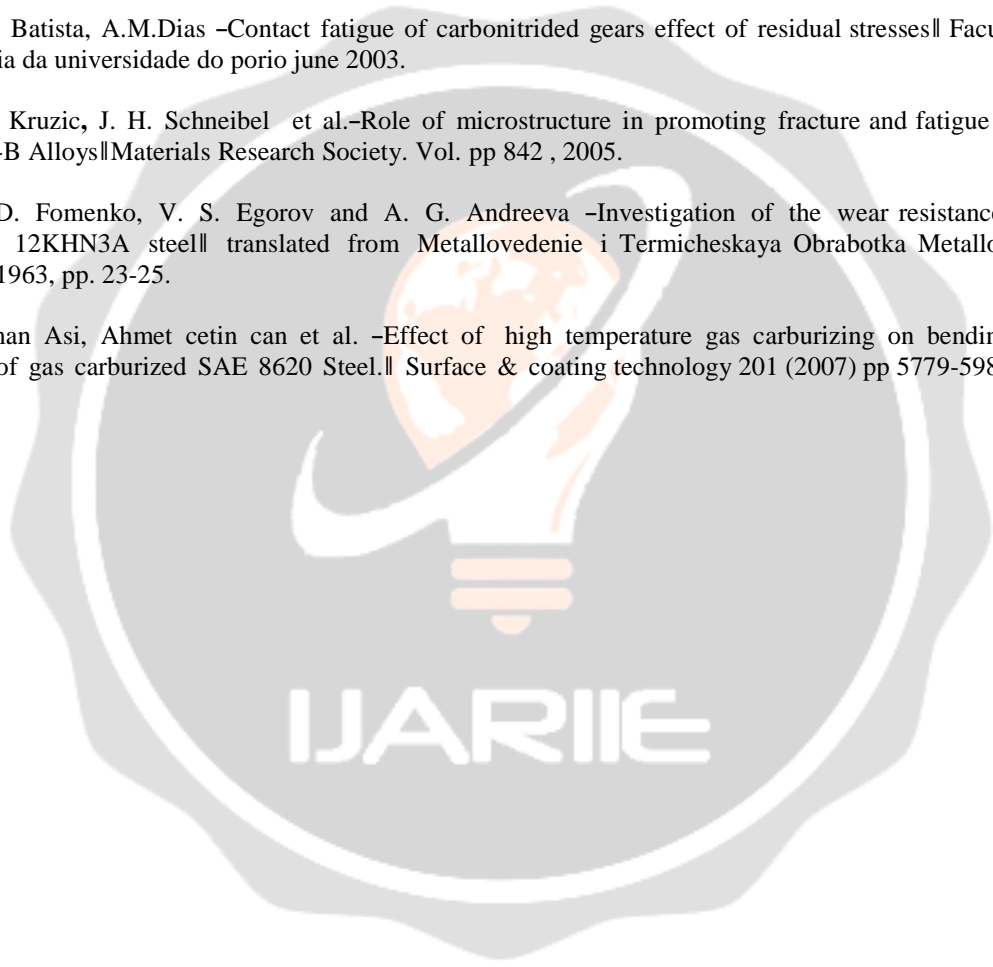 Batista, A.M.Dias ‒Contact fatigue of carbonitrided gears effect of residual stresses‖ Facu
ia da universidade do porio june 2003.
Kruzic, J. H. Schneibel et al.‒Role of microstructure in promoting fracture and fatigue
-B Alloys‖Materials Research Society. Vol. pp 842 , 2005.
D. Fomenko, V. S. Egorov and A. G. Andreeva ‒Investigation of the wear resistance
12KHN3A steel‖ translated from Metallovedenie i Termicheskaya Obrabotka Metallo
1963, pp. 23-25.
nan Asi, Ahmet cetin can et al. ‒Effect of high temperature gas carburizing on bendin
of gas carburized SAE 8620 Steel.‖ Surface & coating technology 201 (2007) pp 5779-598
IJARIIE